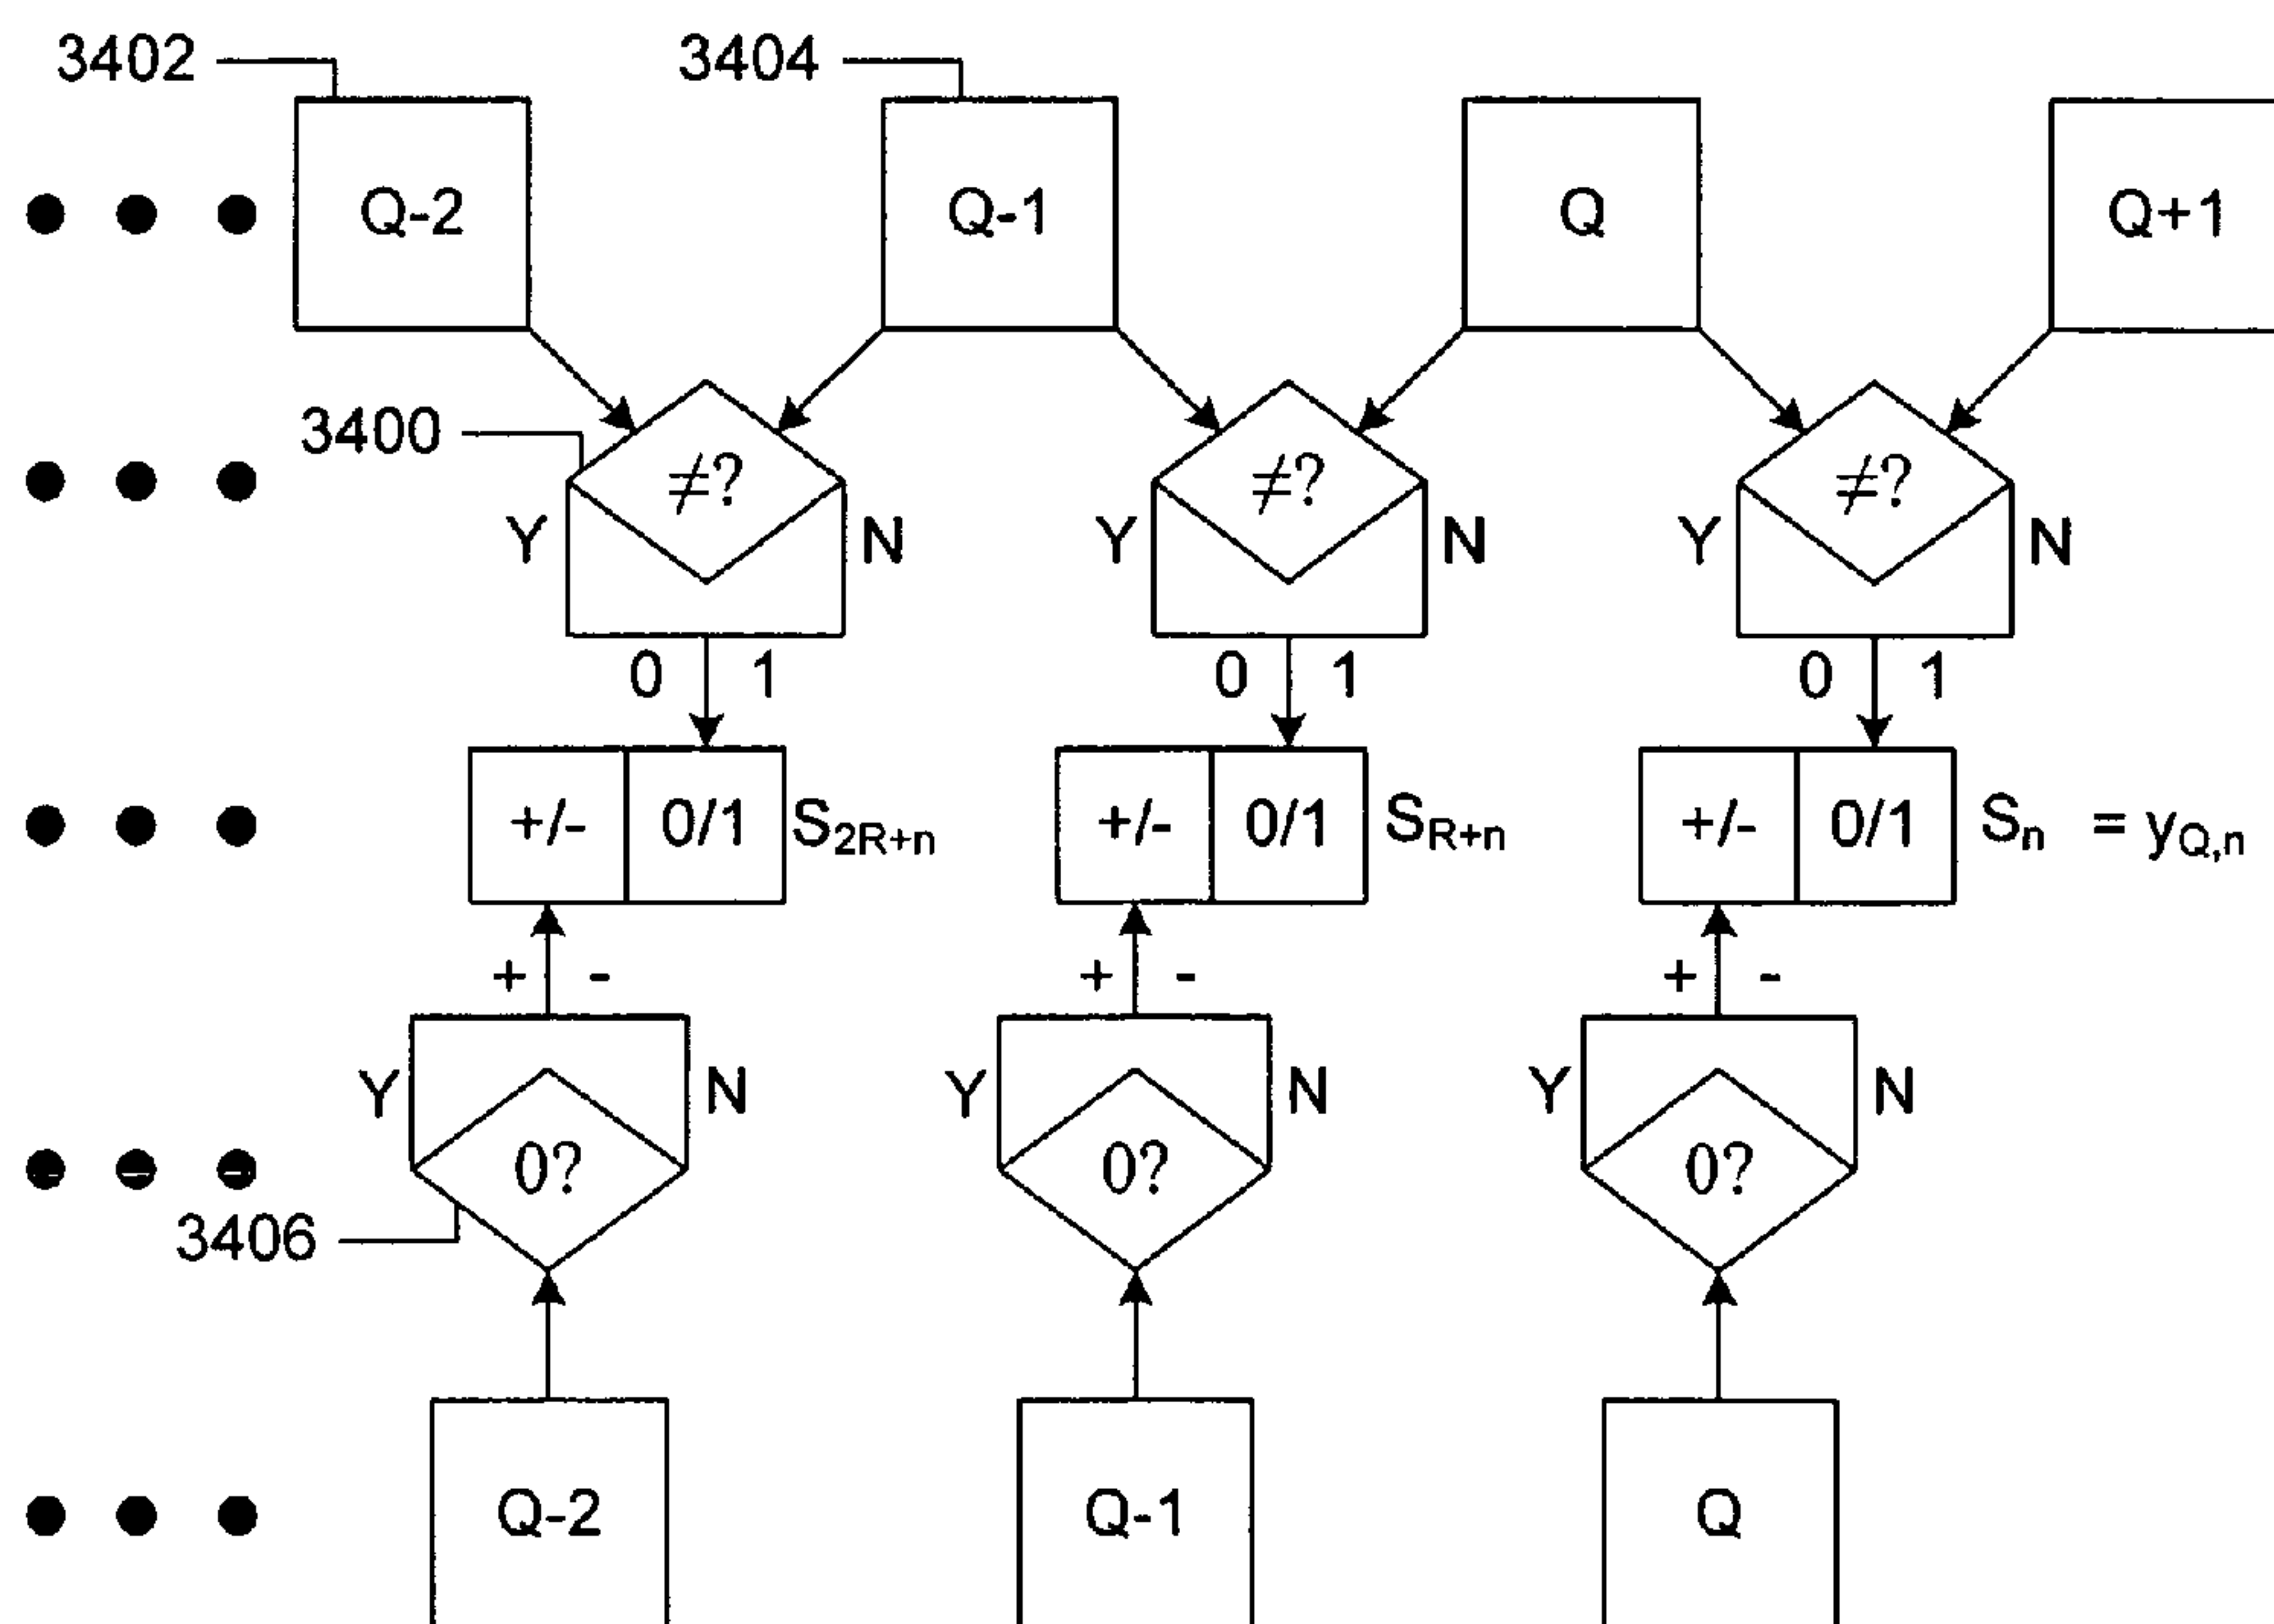 3402 3404
Q-2 Q-1 Q Q+1
3400
≠? ≠? ≠?
Y N Y N Y N
0 1 0 1 0 1
+/- 0/1 S2R+n +/- 0/1 SR+n +/- 0/1 Sn = yQ,n
+ - + - + -
Y N Y N Y N
0? 0? 0?
3406
Q-2 Q-1 Q